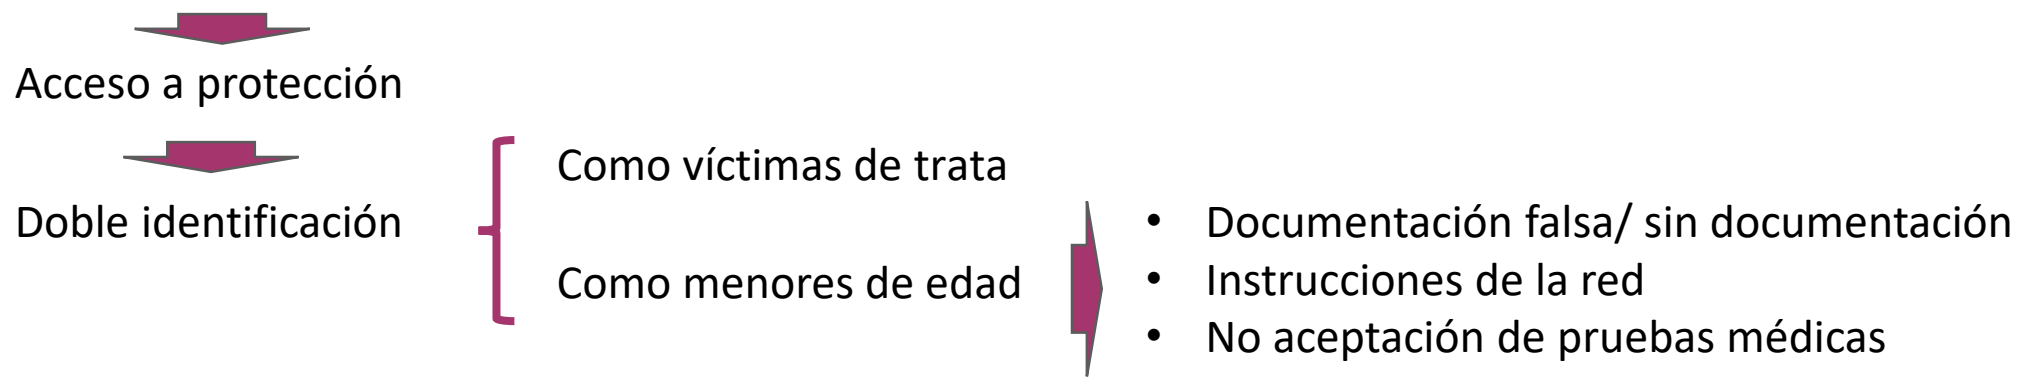 Acceso a protección
Doble identificación
Como víctimas de trata
Como menores de edad
• Documentación falsa/ sin documentación
• Instrucciones de la red
• No aceptación de pruebas médicas